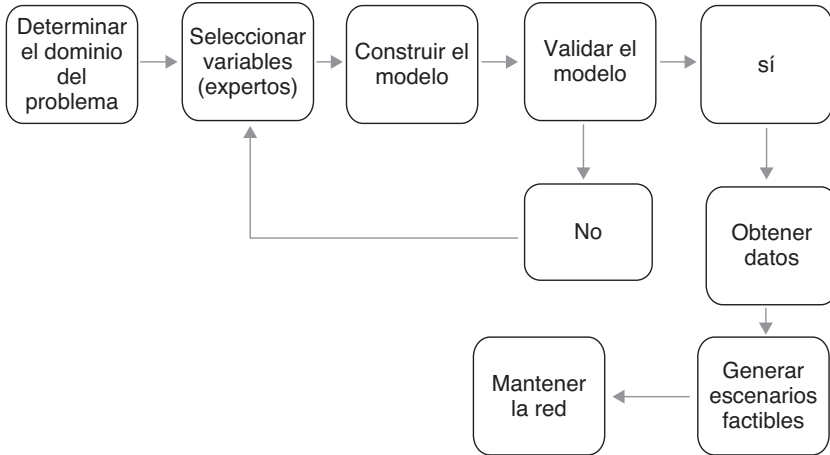 Determinar
el dominio
del
problema
Seleccionar
variables
(expertos)
Construir el
modelo
Validar el
modelo
sí
No
Obtener
datos
Mantener
la red
Generar
escenarios
factibles